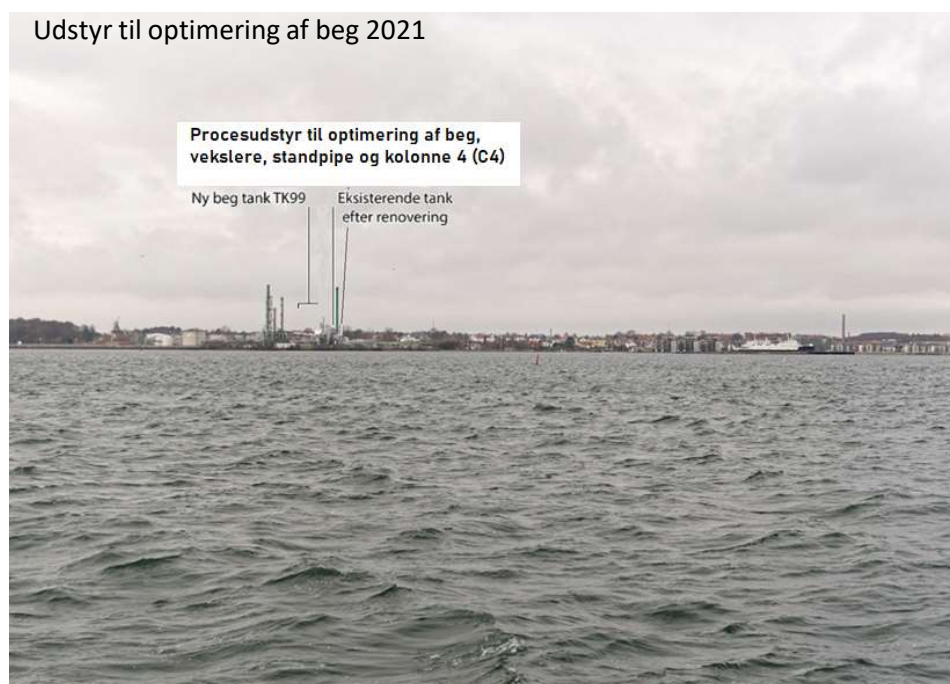 Udstyr til optimering af beg 2021
Procesudstyr til optimering af beg,
vekslere, standpipe og kolonne 4 (C4)
Ny beg tank TK99
Eksisterende tank
efter renovering